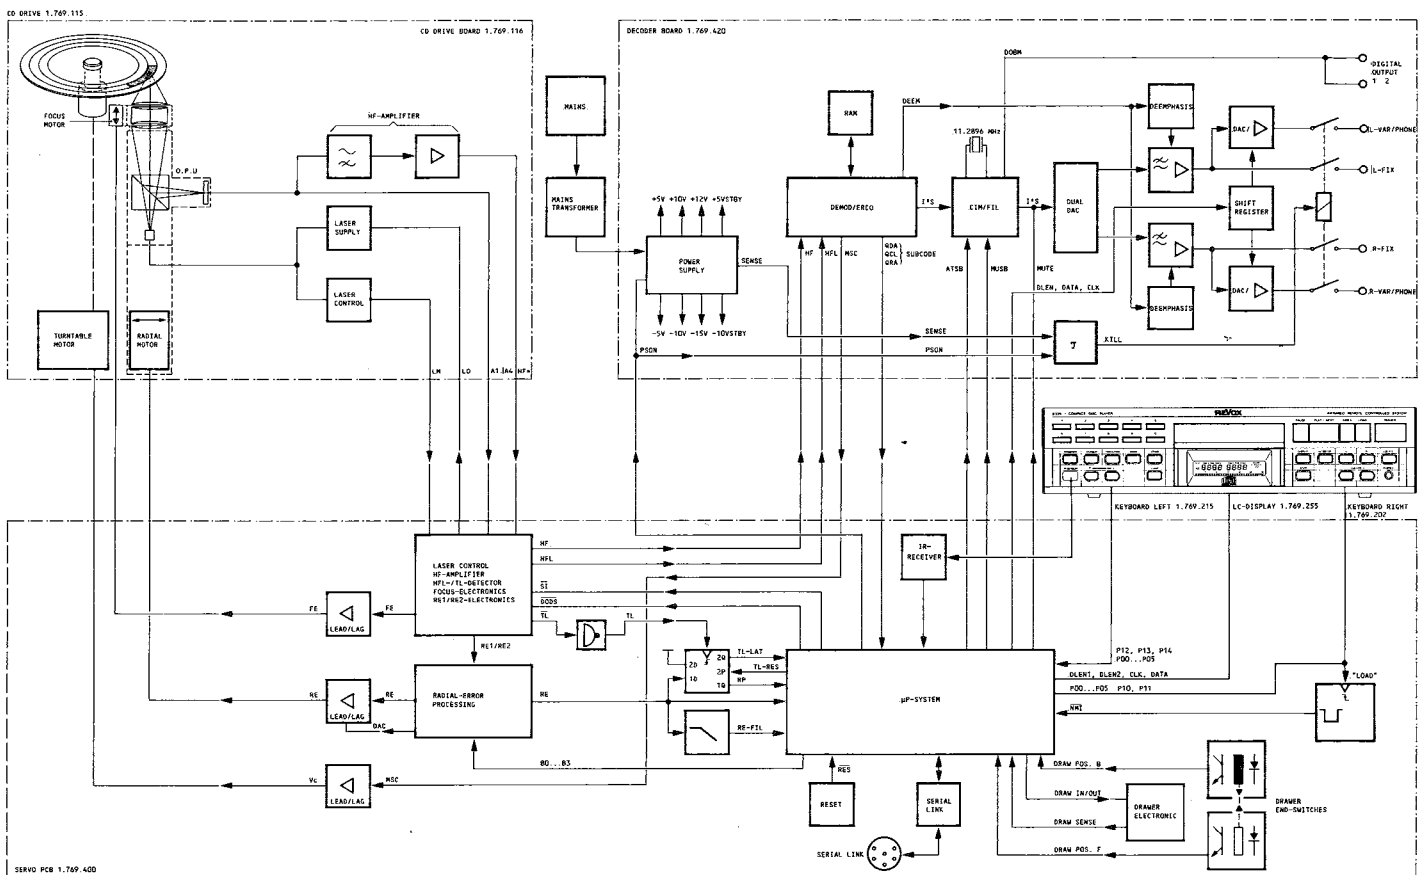 CD DRIVE 1.769.115
CD DRIVE BOARD 1.769.116
FOCUS
MOTOR
O.P.U
HF-AMPLIFIER
LASER
SUPPLY
LASER
CONTROL
TURNTABLE
MOTOR
RADIAL
MOTOR
LM
LO
A1..A4
HF~
MAINS
MAINS
TRANSFORMER
DECODER BOARD 1.769.420
DOBM
DIGITAL
OUTPUT
1 2
RAM
DEEM
11.2896 MHz
DEMOD/ERCO
I²S
CIM/FIL
I²S
DUAL
DAC
DEEMPHASIS
DAC/
L-VAR/PHONE
L-FIX
SHIFT
REGISTER
R-FIX
DAC/
R-VAR/PHONE
DEEMPHASIS
+5V +10V +12V +5VSTBY
POWER
SUPPLY
SENSE
-5V -10V -15V -10VSTBY
HF
HFL
MSC
QDA
QCL
QRA
SUBCODE
ATSB
MUSB
MUTE
DLEN, DATA, CLK
SENSE
PSON
PSON
KILL
REVOX
KEYBOARD LEFT 1.769.215
LC-DISPLAY 1.769.255
KEYBOARD RIGHT
1.769.202
IR-
RECEIVER
LASER CONTROL
HF-AMPLIFIER
HFL-/TL-DETECTOR
FOCUS-ELECTRONICS
RE1/RE2-ELECTRONICS
HF
HFL
SI
DODS
TL
TL
FE
LEAD/LAG
FE
RE1/RE2
2D
1D
2Q
2P
1Q
TL-LAT
TL-RES
RP
RE
LEAD/LAG
RE
DAC
RADIAL-ERROR
PROCESSING
RE
RE-FIL
µP-SYSTEM
P12, P13, P14
P00...P05
DLEN1, DLEN2, CLK, DATA
P00...P05 P10, P11
NMI
"LOAD"
B0...B3
Vc
LEAD/LAG
MSC
RES
RESET
SERIAL
LINK
SERIAL LINK
DRAW POS. B
DRAW IN/OUT
DRAW SENSE
DRAW POS. F
DRAWER
ELECTRONIC
DRAWER
END-SWITCHES
SERVO PCB 1.769.400